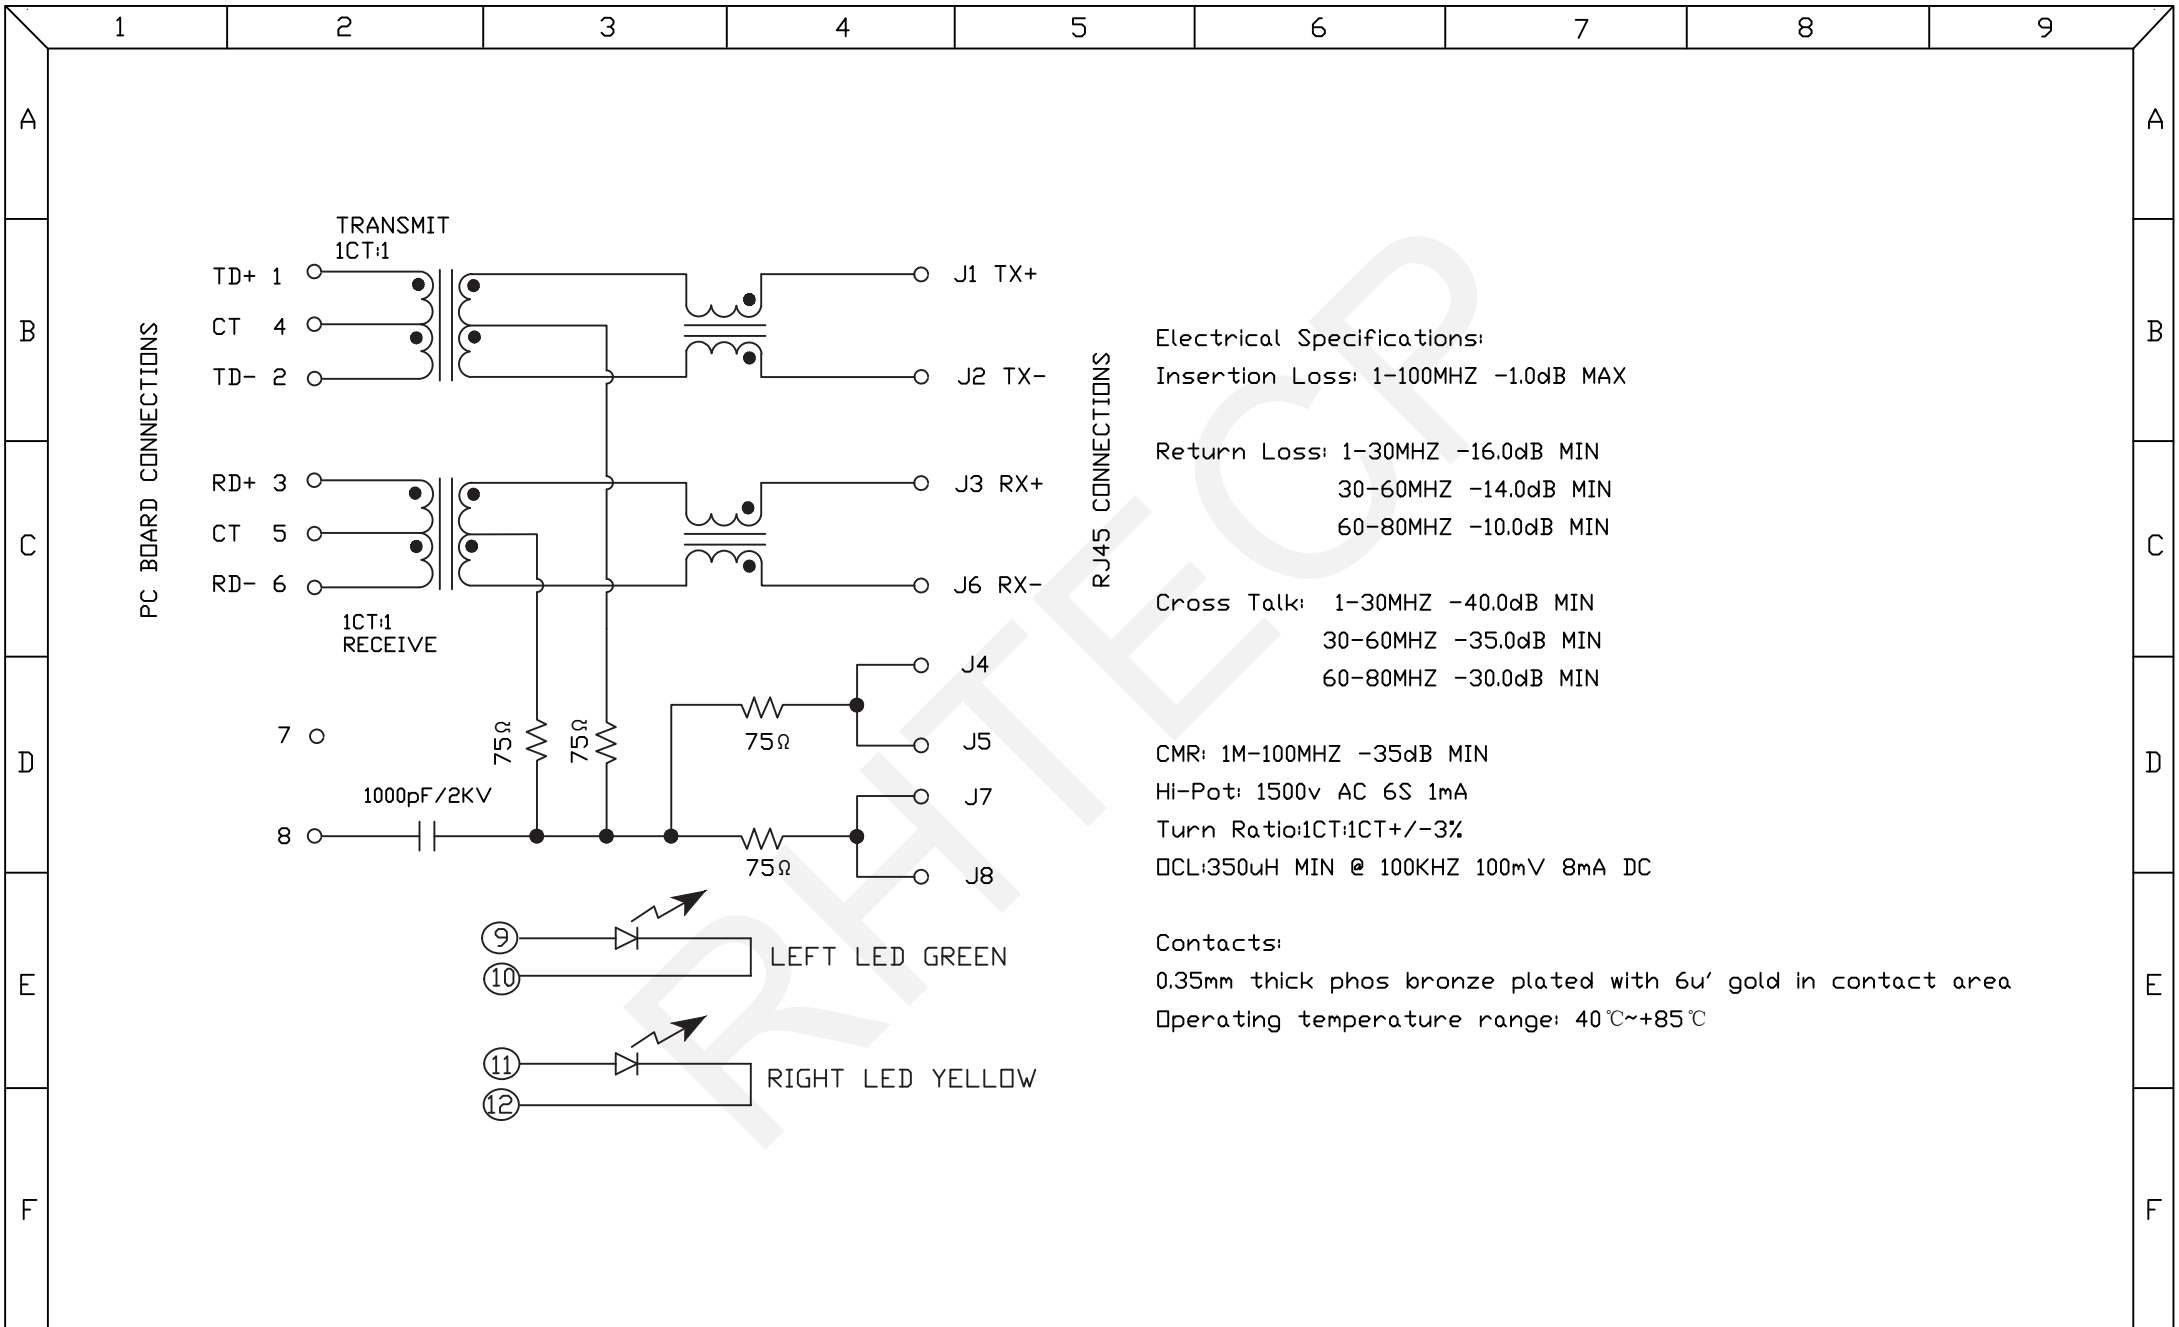 1 2 3 4 5 6 7 8 9
A A
TRANSMIT
1CT:1
TD+ 1
J1 TX+
CT 4
B B
TD- 2
J2 TX-
PC BOARD CONNECTIONS
RJ45 CONNECTIONS
RD+ 3
J3 RX+
CT 5
C C
RD- 6
J6 RX-
1CT:1
RECEIVE
J4
7
75Ω
75Ω
75Ω
J5
D D
1000pF/2KV
J7
8
75Ω
J8
9
LEFT LED GREEN
10
E E
11
RIGHT LED YELLOW
12
F F
Electrical Specifications:
Insertion Loss: 1-100MHZ -1.0dB MAX
Return Loss: 1-30MHZ -16.0dB MIN
30-60MHZ -14.0dB MIN
60-80MHZ -10.0dB MIN
Cross Talk: 1-30MHZ -40.0dB MIN
30-60MHZ -35.0dB MIN
60-80MHZ -30.0dB MIN
CMR: 1M-100MHZ -35dB MIN
Hi-Pot: 1500v AC 6S 1mA
Turn Ratio:1CT:1CT+/-3%
OCL:350uH MIN @ 100KHZ 100mV 8mA DC
Contacts:
0.35mm thick phos bronze plated with 6u' gold in contact area
Operating temperature range: 40℃~+85℃
RHTECP